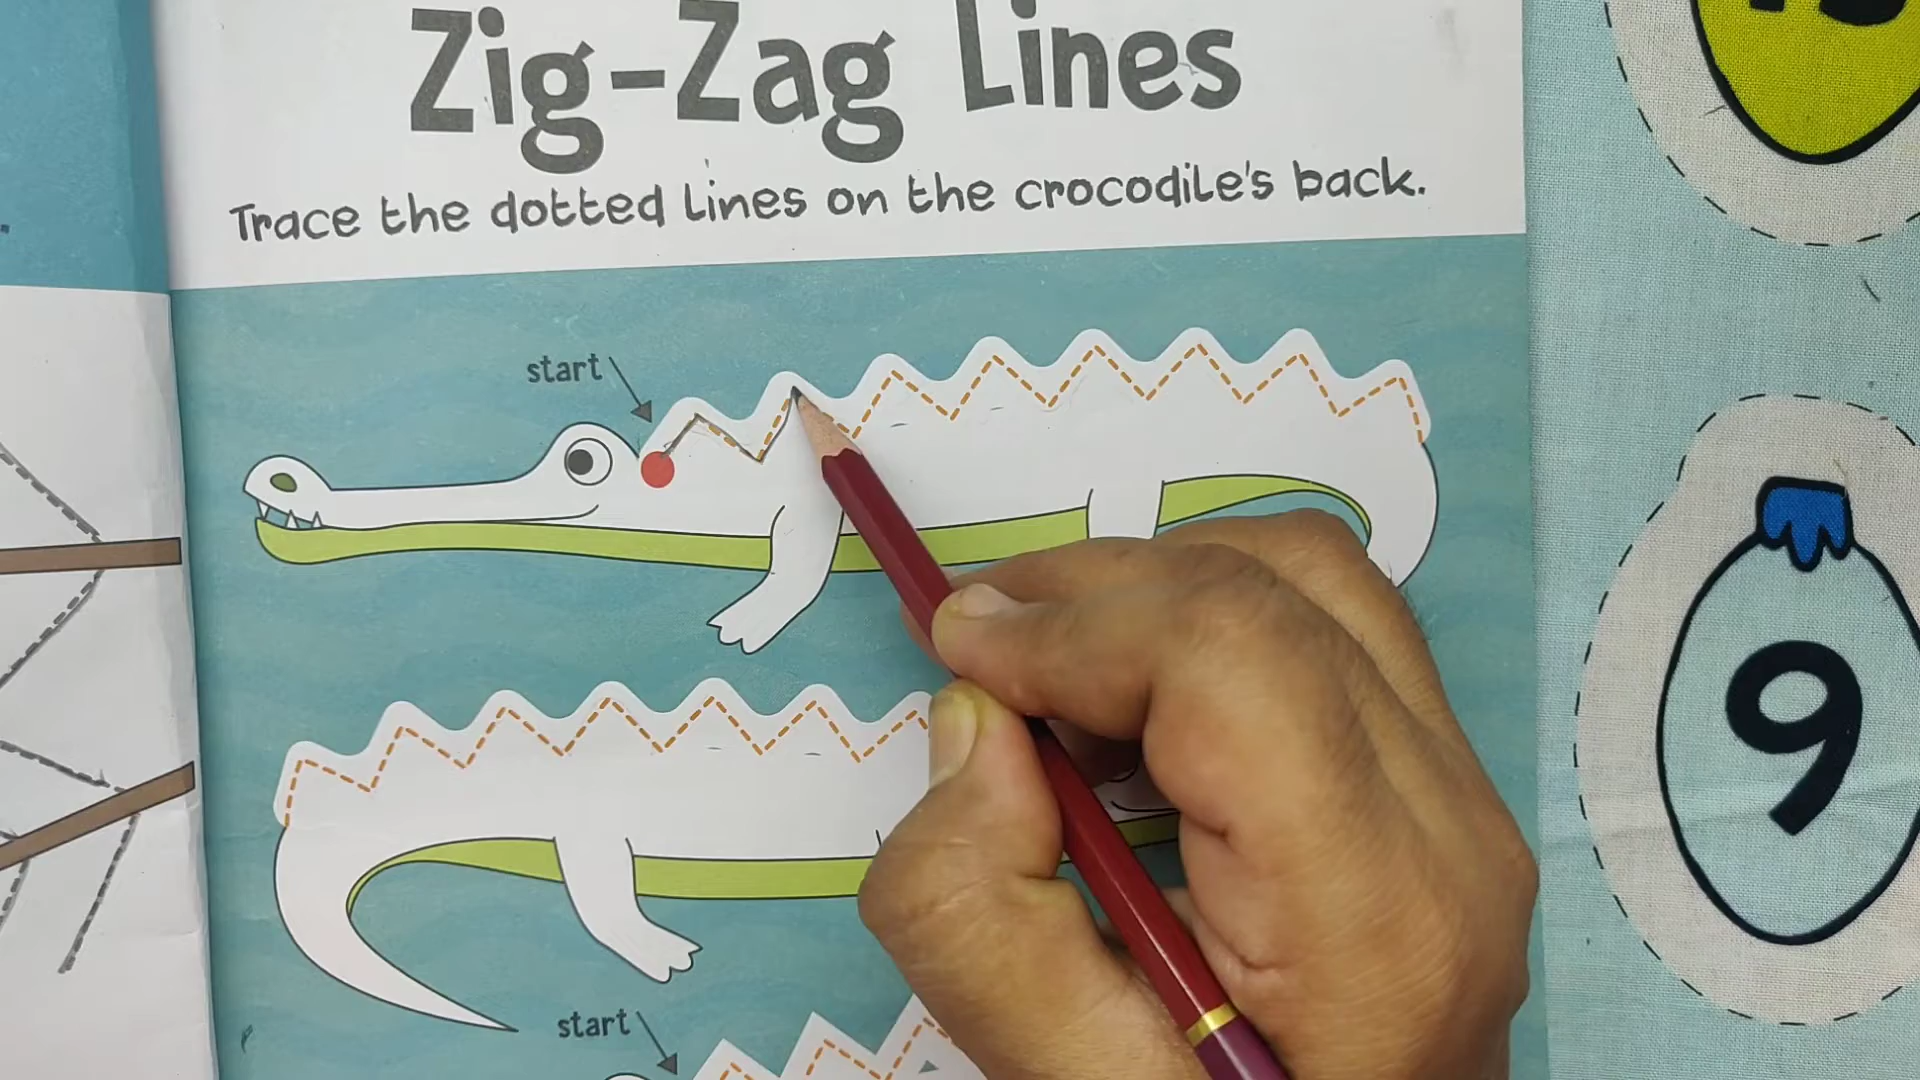 Zig-Zag Lines
Trace the dotted lines on the crocodile's back.
start
start
9